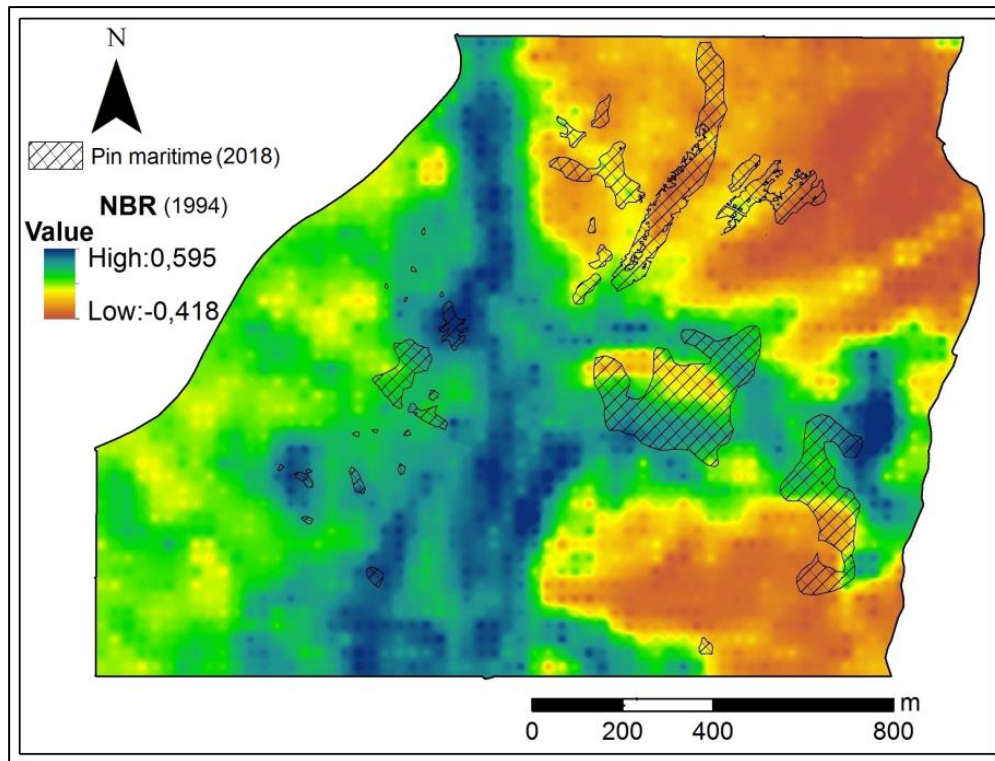 N
Pin maritime (2018)
NBR (1994)
Value
High:0,595
Low:-0,418
m
0 200 400 800